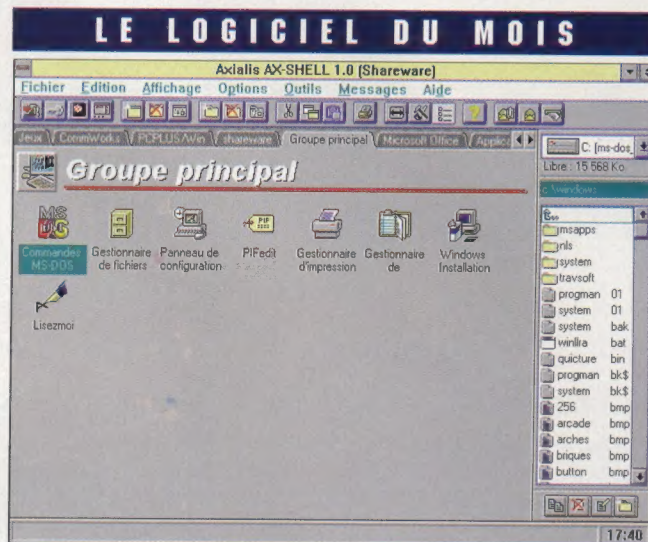 LE LOGICIEL DU MOIS
Axialis AX-SHELL 1.0 (Shareware)
Fichier Edition Affichage Options Outils Messages Aide
Jeux CommWorks PCPLUS/Win shareware Groupe principal Microsoft Office Applica
Groupe principal
C: [ms-dos_
Libre : 15 568 Ko
c:\windows
Commandes MS-DOS
Gestionnaire de fichiers
Panneau de configuration
PIFedit
Gestionnaire d'impression
Gestionnaire de
Windows Installation
Lisezmoi
msapps
nls
system
travsoft
progman 01
system 01
system bak
winllra bat
quicture bin
progman bk$
system bk$
256 bmp
arcade bmp
arches bmp
briques bmp
button bmp
17:40